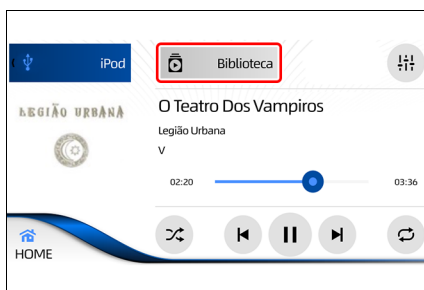 iPod
Biblioteca
LEGIÃO URBANA
O Teatro Dos Vampiros
Legião Urbana
V
02:20
03:36
HOME